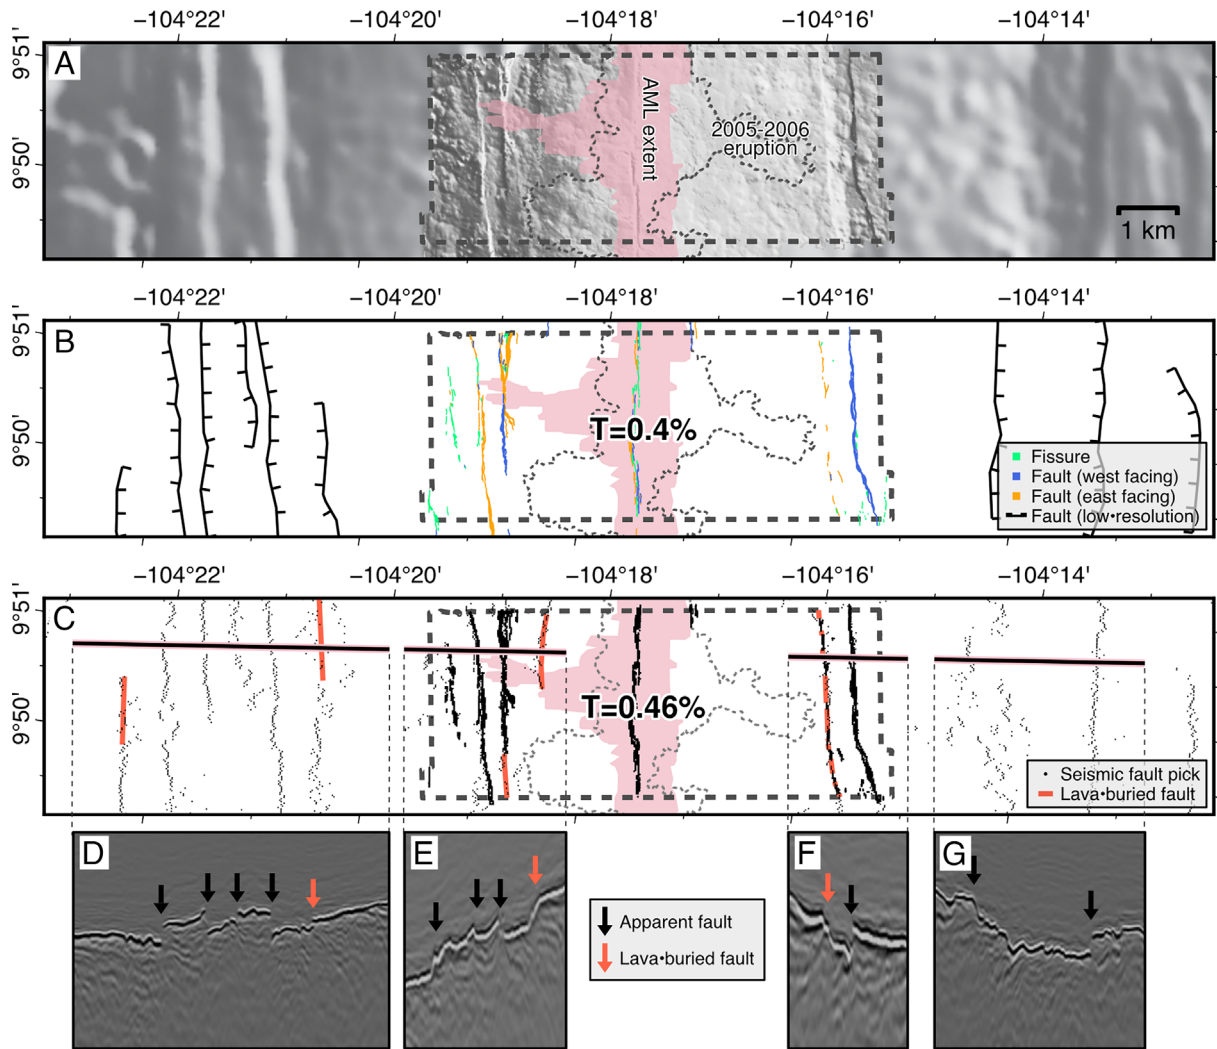 −104°22' −104°20' −104°18' −104°16' −104°14'
9°51'
9°50'
A
AML extent
2005-2006
eruption
1 km
−104°22' −104°20' −104°18' −104°16' −104°14'
9°51'
9°50'
B
T=0.4%
Fissure
Fault (west facing)
Fault (east facing)
Fault (low•resolution)
−104°22' −104°20' −104°18' −104°16' −104°14'
9°51'
9°50'
C
T=0.46%
Seismic fault pick
Lava•buried fault
D
E
F
G
Apparent fault
Lava•buried fault